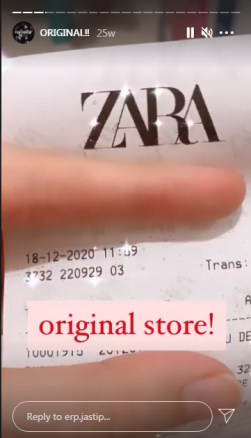 ORIGINAL!! 25w
ZARA
18-12-2020 11:09
3732 220929 03
Trans:
original store!
Reply to erp.jastip...